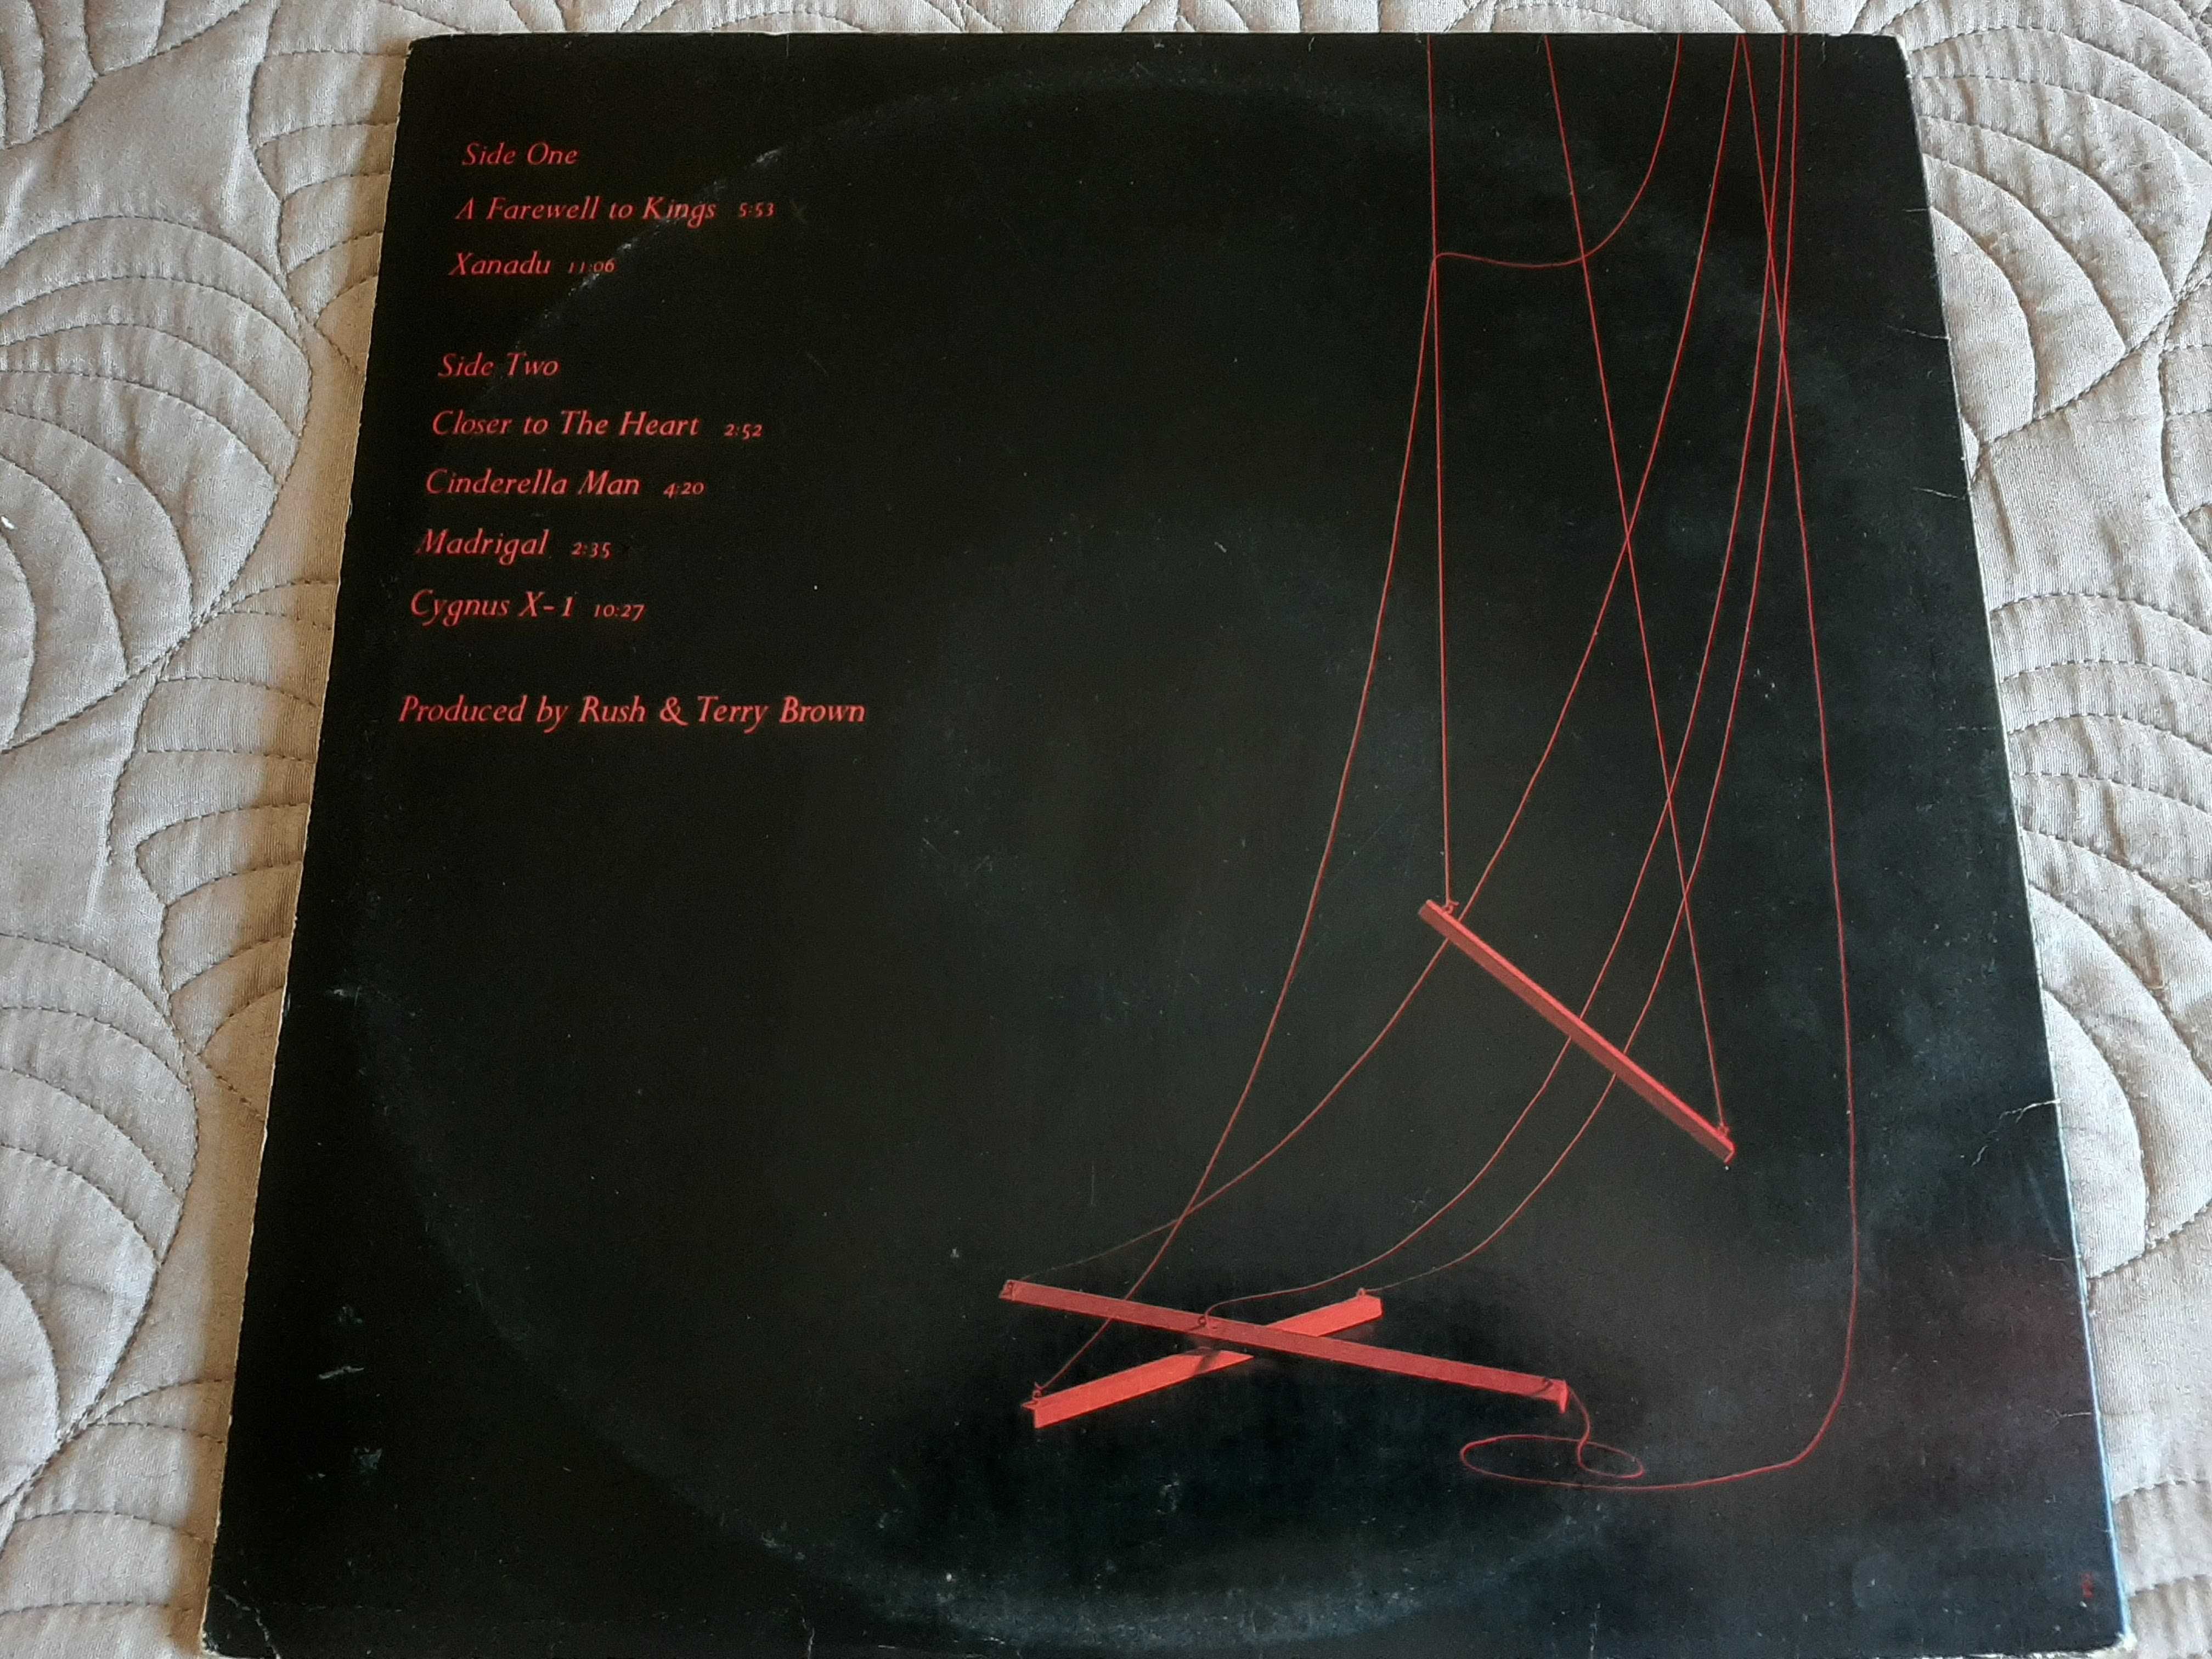 Side One
A Farewell to Kings 5:53
Xanadu 11:06
Side Two
Closer to The Heart 2:52
Cinderella Man 4:20
Madrigal 2:35
Cygnus X-1 10:27
Produced by Rush & Terry Brown